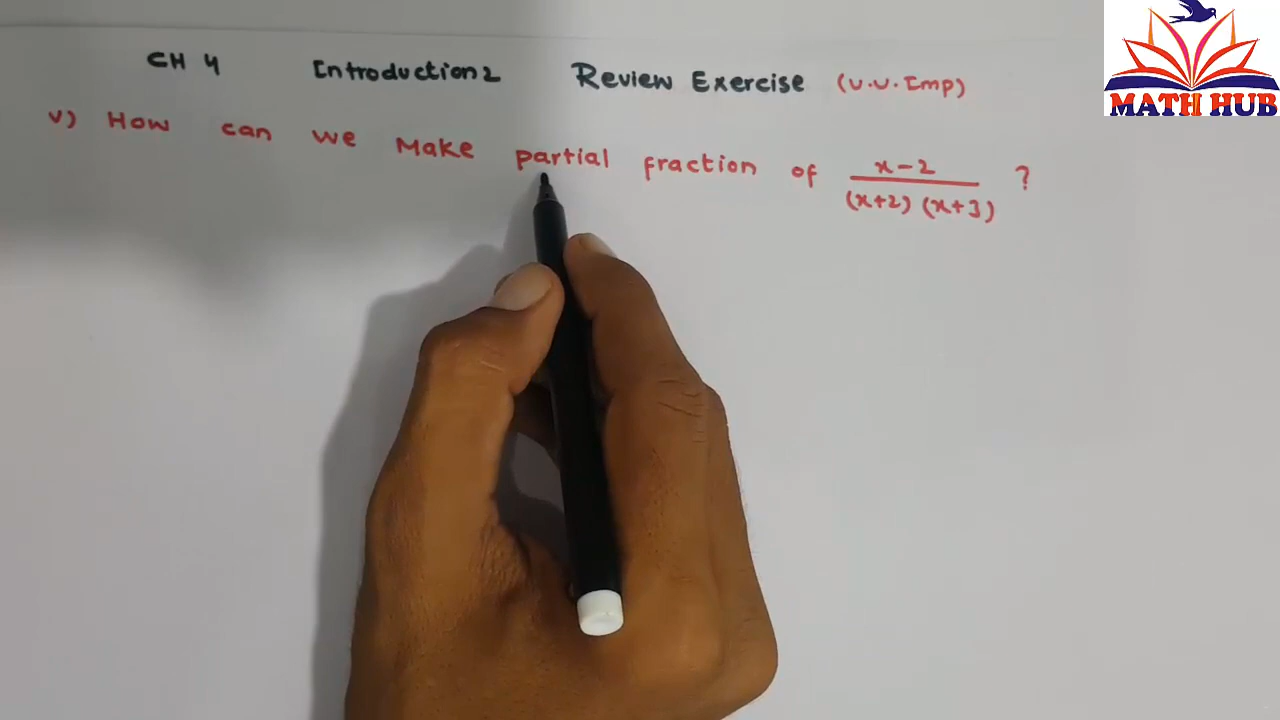 CH 4 Introduction2 Review Exercise (v.v.Imp)
v) How can we Make partial fraction of x-2 / (x+2) (x+3) ?
MATH HUB